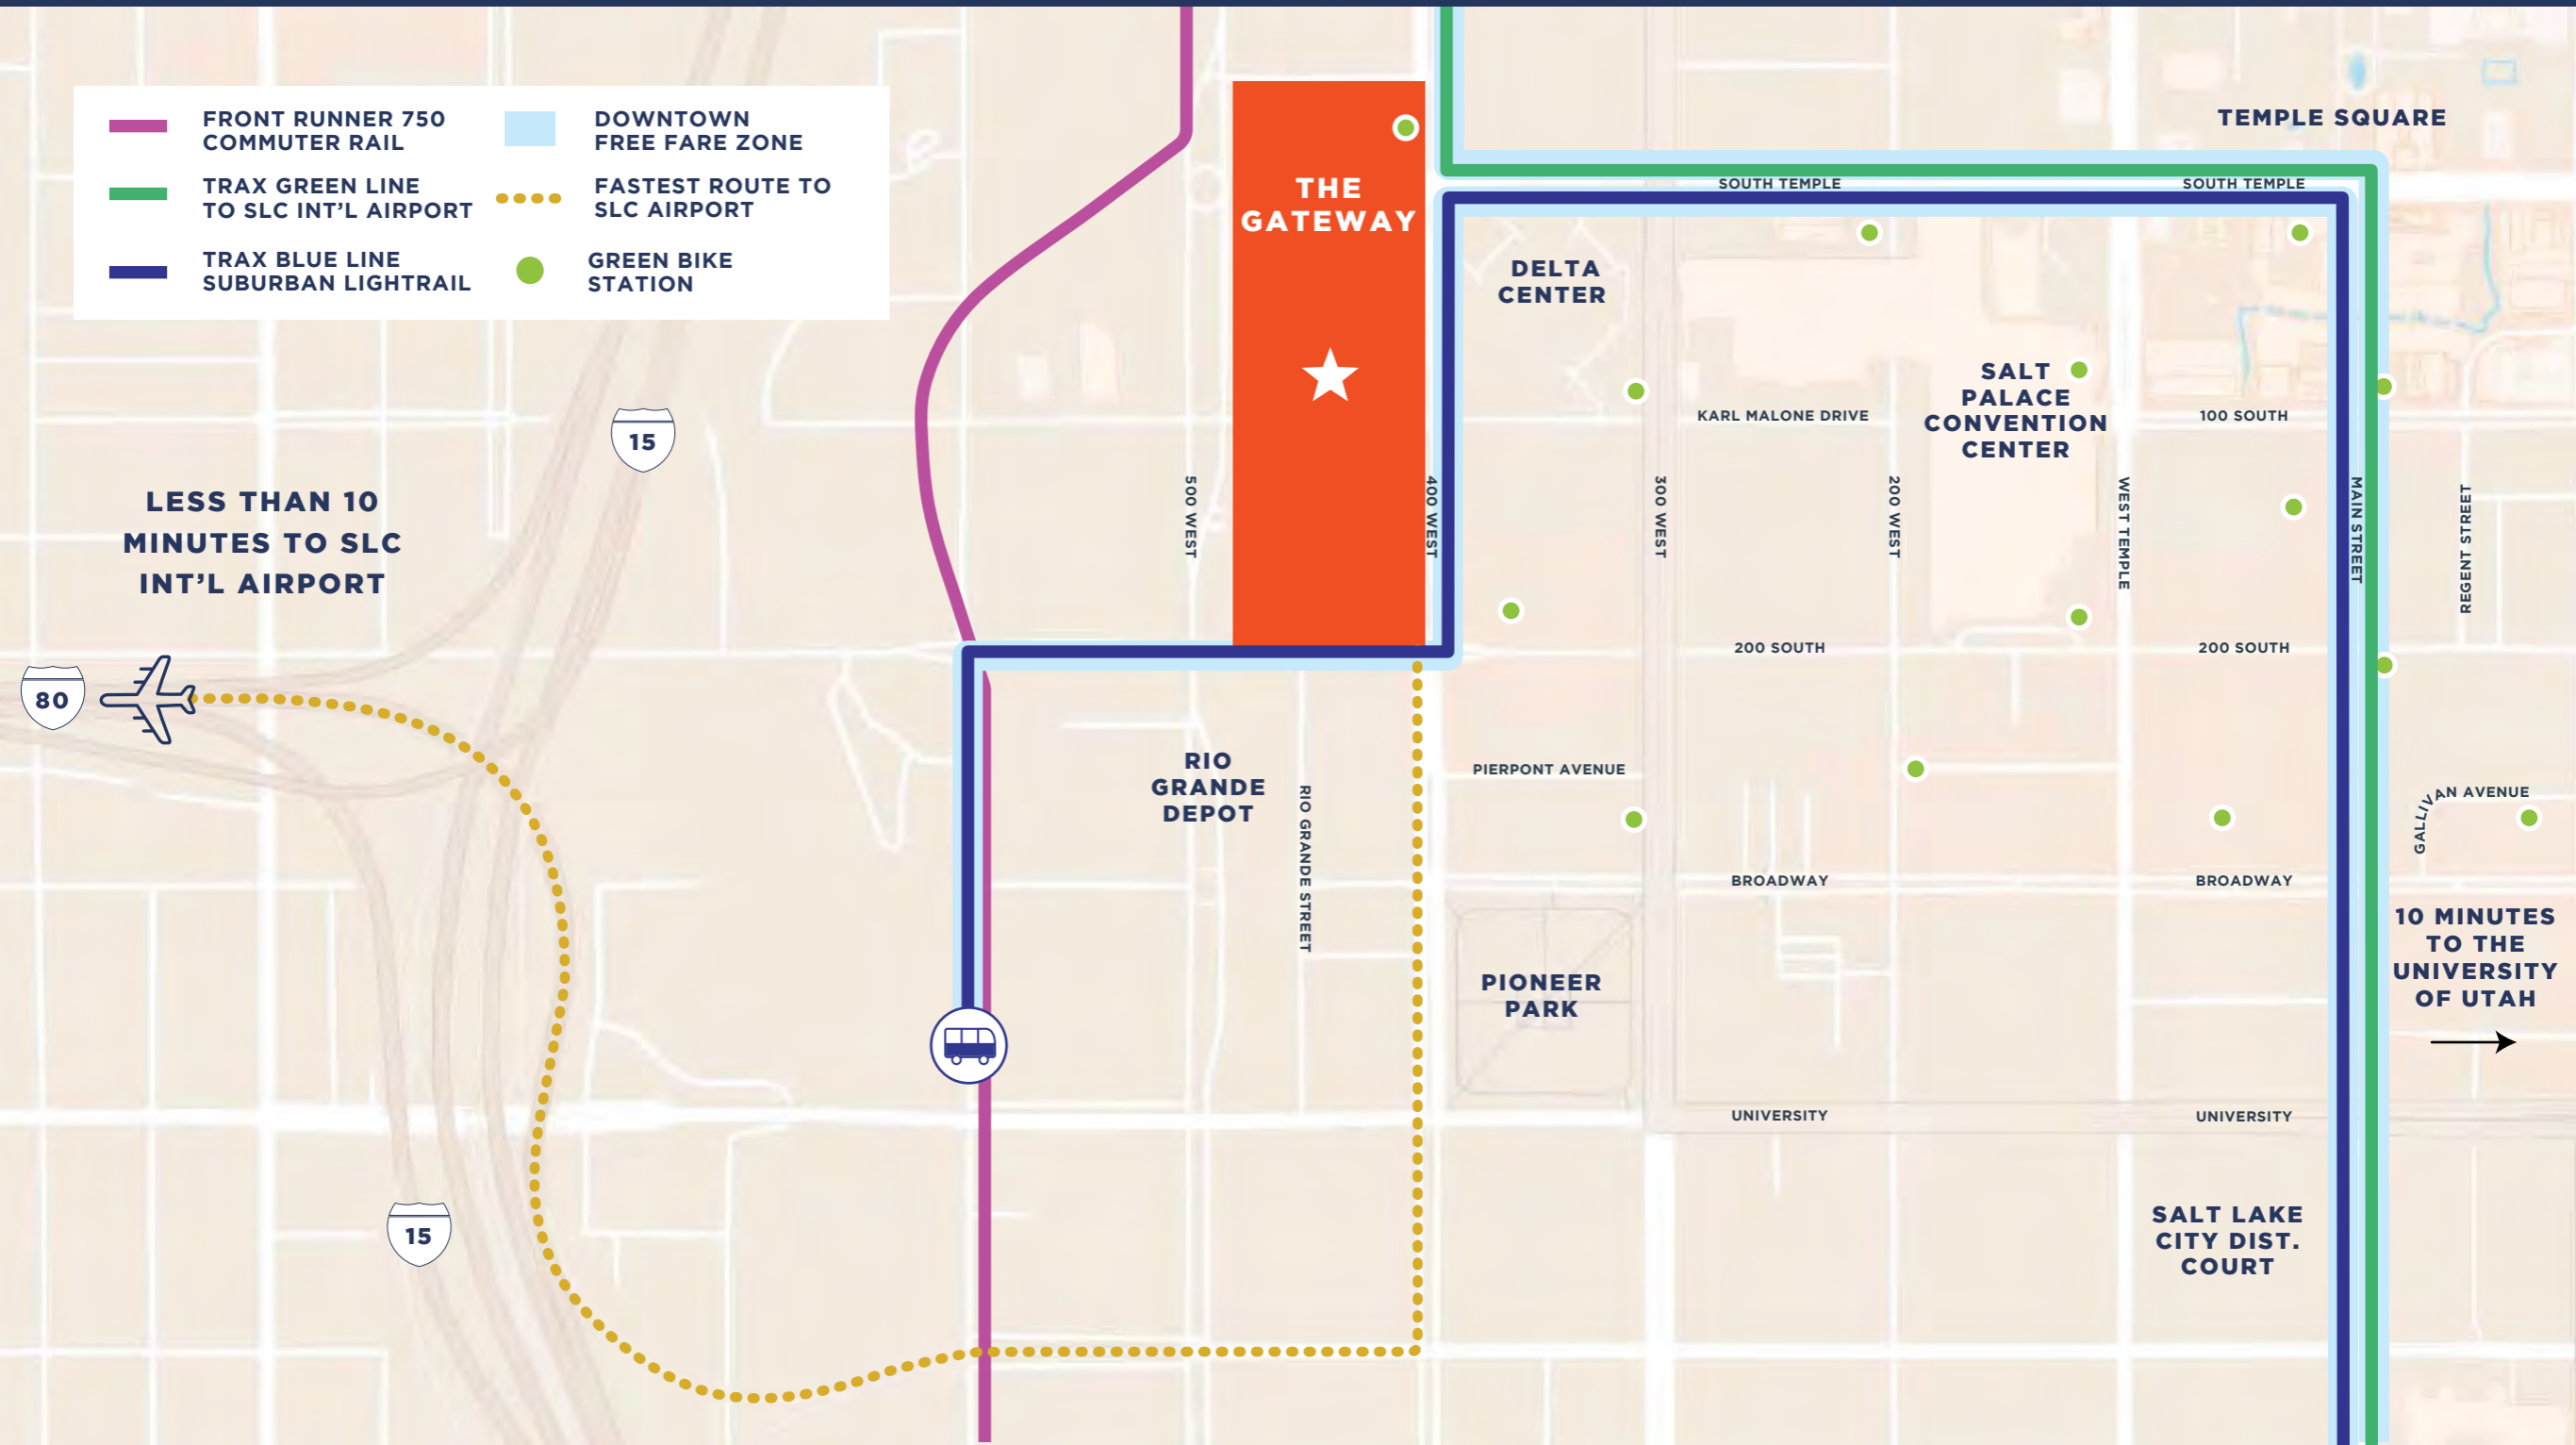 FRONT RUNNER 750
COMMUTER RAIL
TRAX GREEN LINE
TO SLC INT'L AIRPORT
TRAX BLUE LINE
SUBURBAN LIGHTRAIL
DOWNTOWN
FREE FARE ZONE
FASTEST ROUTE TO
SLC AIRPORT
GREEN BIKE
STATION
TEMPLE SQUARE
THE
GATEWAY
SOUTH TEMPLE
SOUTH TEMPLE
DELTA
CENTER
SALT
PALACE
CONVENTION
CENTER
KARL MALONE DRIVE
100 SOUTH
15
LESS THAN 10
MINUTES TO SLC
INT'L AIRPORT
500 WEST
400 WEST
300 WEST
200 WEST
WEST TEMPLE
MAIN STREET
REGENT STREET
200 SOUTH
200 SOUTH
80
RIO
GRANDE
DEPOT
RIO GRANDE STREET
PIERPONT AVENUE
GALLIVAN AVENUE
BROADWAY
BROADWAY
10 MINUTES
TO THE
UNIVERSITY
OF UTAH
PIONEER
PARK
UNIVERSITY
UNIVERSITY
15
SALT LAKE
CITY DIST.
COURT